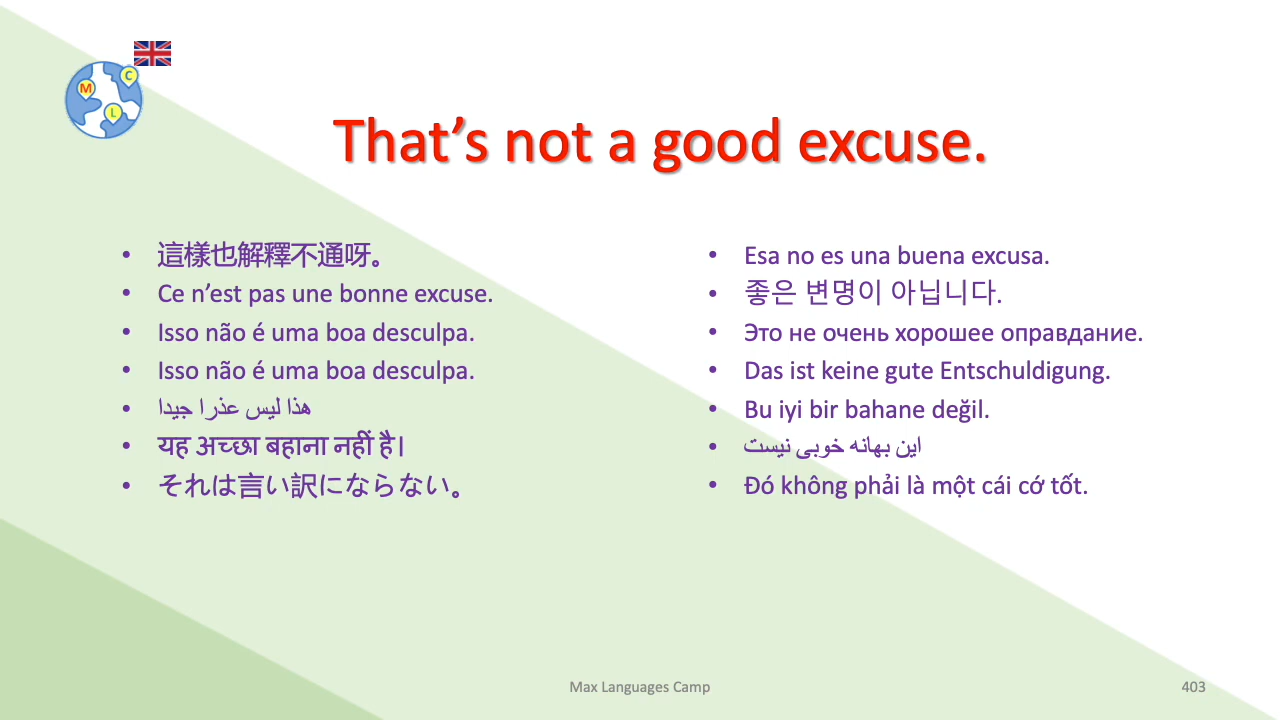 C
M
L
That’s not a good excuse.
• 這樣也解釋不通呀。
• Ce n’est pas une bonne excuse.
• Isso não é uma boa desculpa.
• Isso não é uma boa desculpa.
• هذا ليس عذرا جيدا
• यह अच्छा बहाना नहीं है।
• それは言い訳にならない。
• Esa no es una buena excusa.
• 좋은 변명이 아닙니다.
• Это не очень хорошее оправдание.
• Das ist keine gute Entschuldigung.
• Bu iyi bir bahane değil.
• این بهانه خوبی نیست
• Đó không phải là một cái cớ tốt.
Max Languages Camp
403